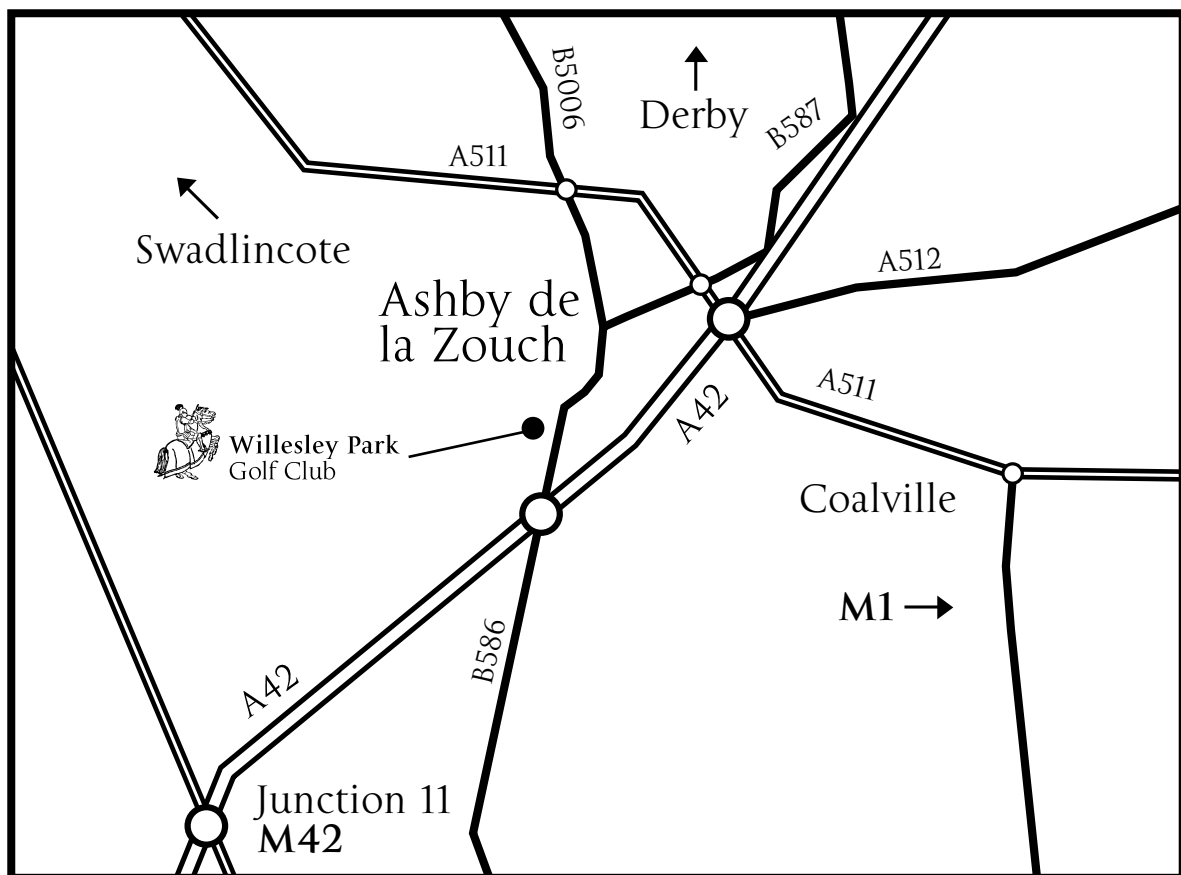 B5006
Derby
B587
A511
Swadlincote
A512
Ashby de
la Zouch
A511
A42
Willesley Park
Golf Club
Coalville
M1
B586
A42
Junction 11
M42